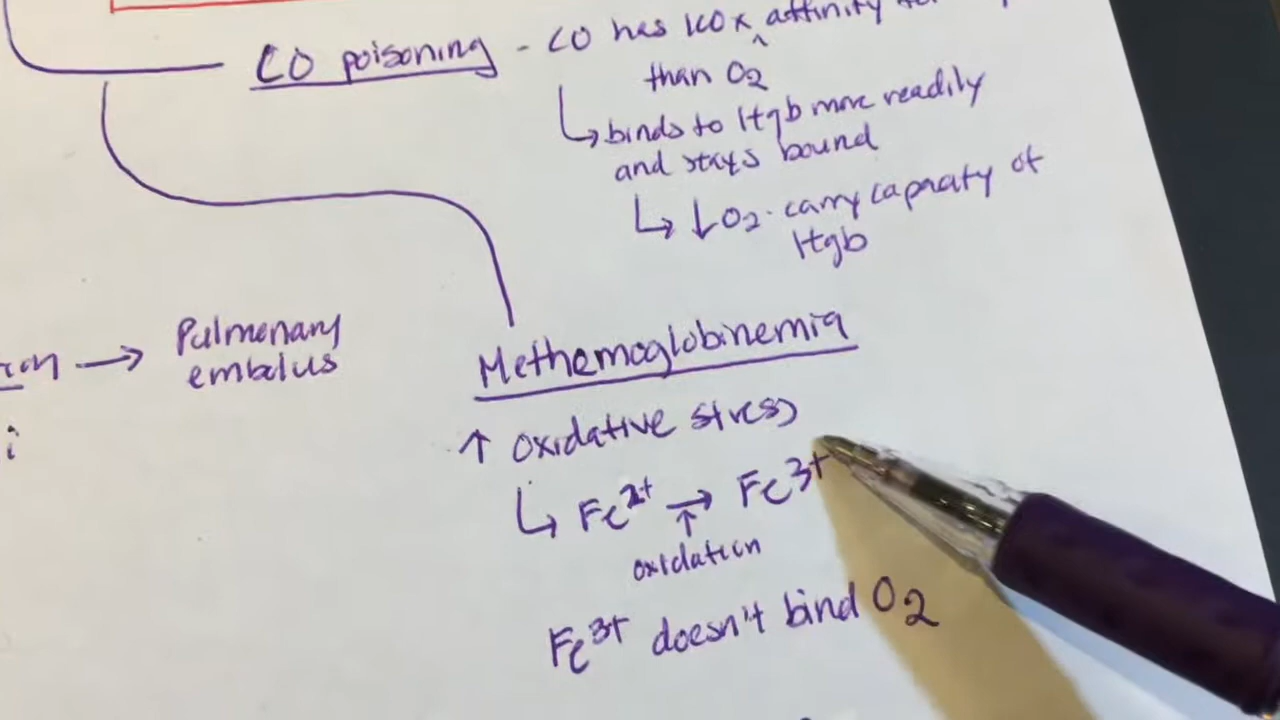 CO poisoning - CO has 100x affinity
than O2
↳ binds to Hgb more readily
and stays bound
↳ ↓ O2-carry capacity of
Hgb
Pulmonary
→ embolus
Methemoglobinemia
↑ oxidative stress
↳ Fe2+ → Fe3+
↑
oxidation
Fe3+ doesn't bind O2